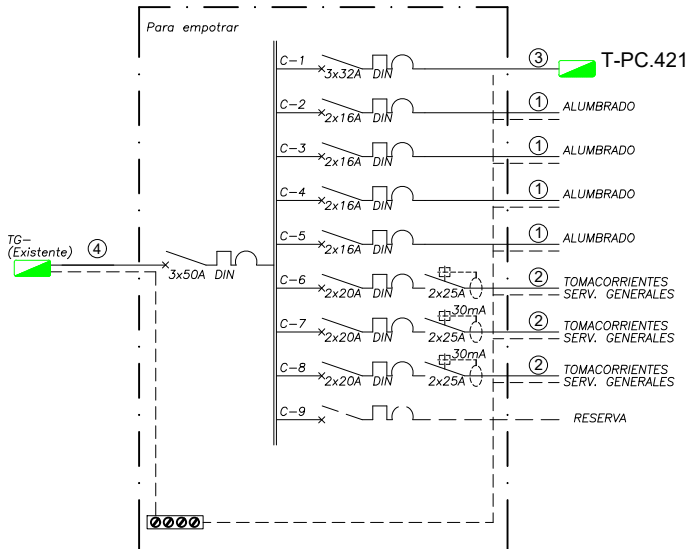 Para empotrar
C-1
3x32A DIN
3
T-PC.421
C-2
2x16A DIN
1
ALUMBRADO
C-3
2x16A DIN
1
ALUMBRADO
C-4
2x16A DIN
1
ALUMBRADO
C-5
2x16A DIN
1
ALUMBRADO
TG-
(Existente)
4
3x50A DIN
C-6
2x20A DIN
2x25A
30mA
2
TOMACORRIENTES
SERV. GENERALES
C-7
2x20A DIN
2x25A
30mA
2
TOMACORRIENTES
SERV. GENERALES
C-8
2x20A DIN
2x25A
2
TOMACORRIENTES
SERV. GENERALES
C-9
RESERVA